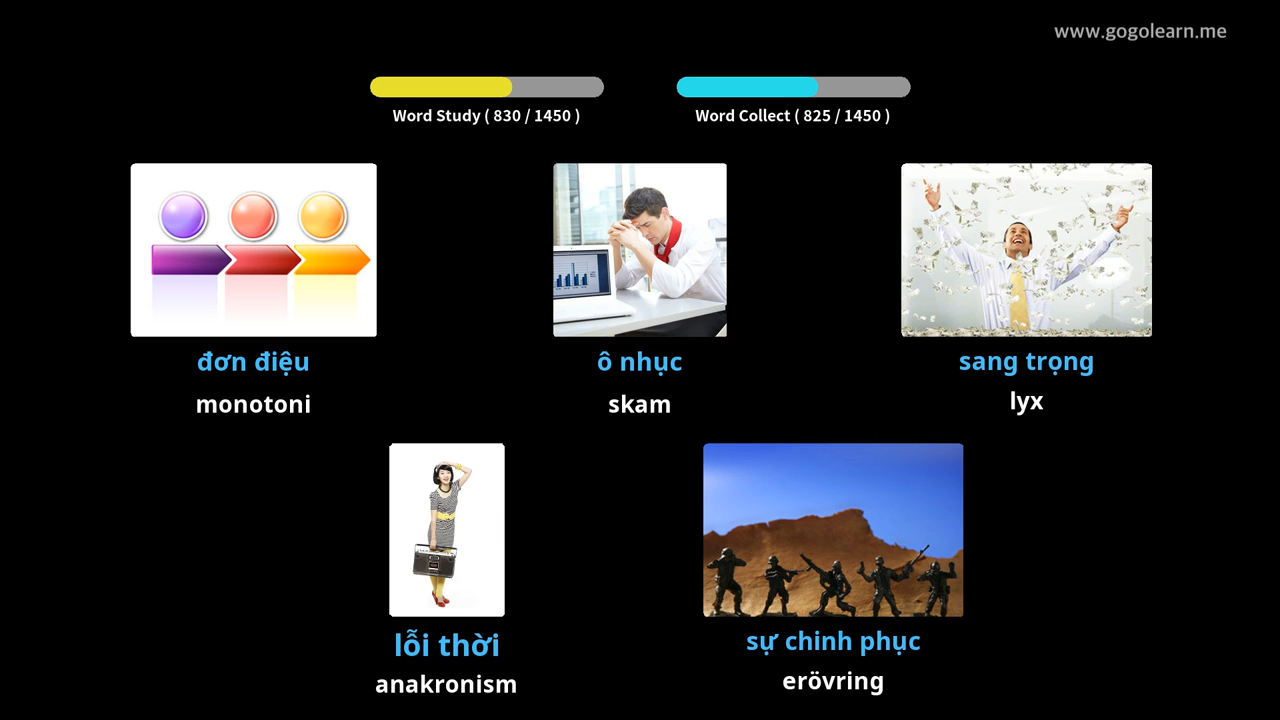 www.gogolearn.me
Word Study ( 830 / 1450 )
Word Collect ( 825 / 1450 )
đơn điệu
monotoni
ô nhục
skam
sang trọng
lyx
lỗi thời
anakronism
sự chinh phục
erövring